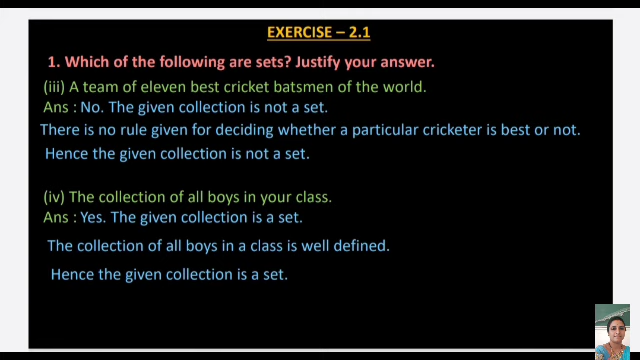 EXERCISE – 2.1
1. Which of the following are sets? Justify your answer.
(iii) A team of eleven best cricket batsmen of the world.
Ans : No. The given collection is not a set.
There is no rule given for deciding whether a particular cricketer is best or not.
Hence the given collection is not a set.
(iv) The collection of all boys in your class.
Ans : Yes. The given collection is a set.
The collection of all boys in a class is well defined.
Hence the given collection is a set.